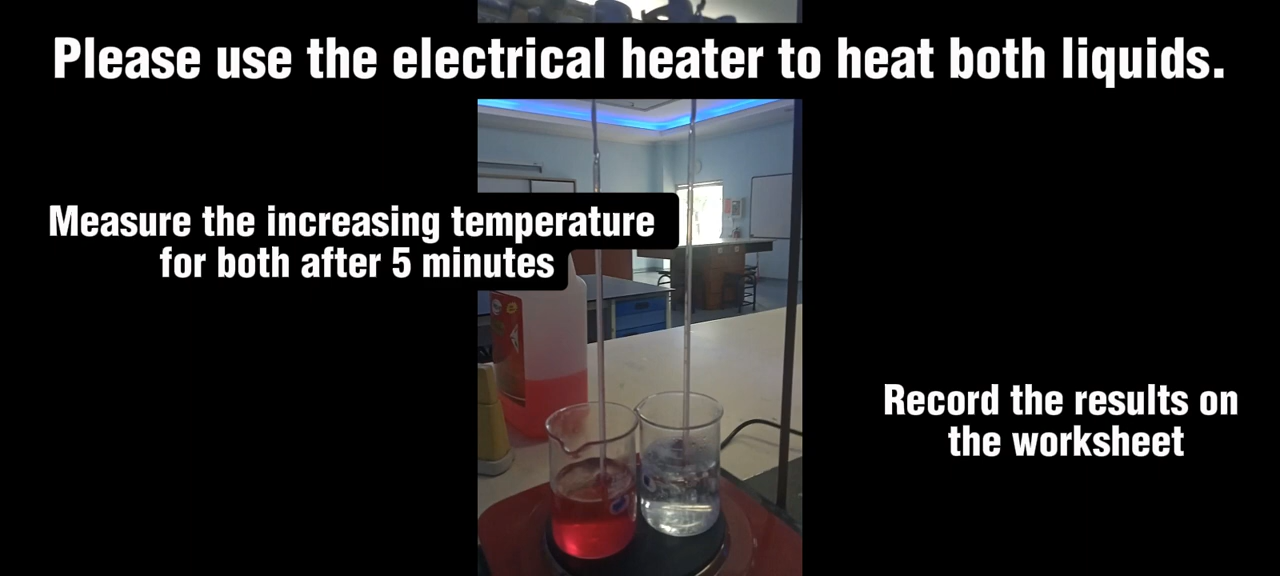 Please use the electrical heater to heat both liquids.
Measure the increasing temperature
for both after 5 minutes
Record the results on
the worksheet